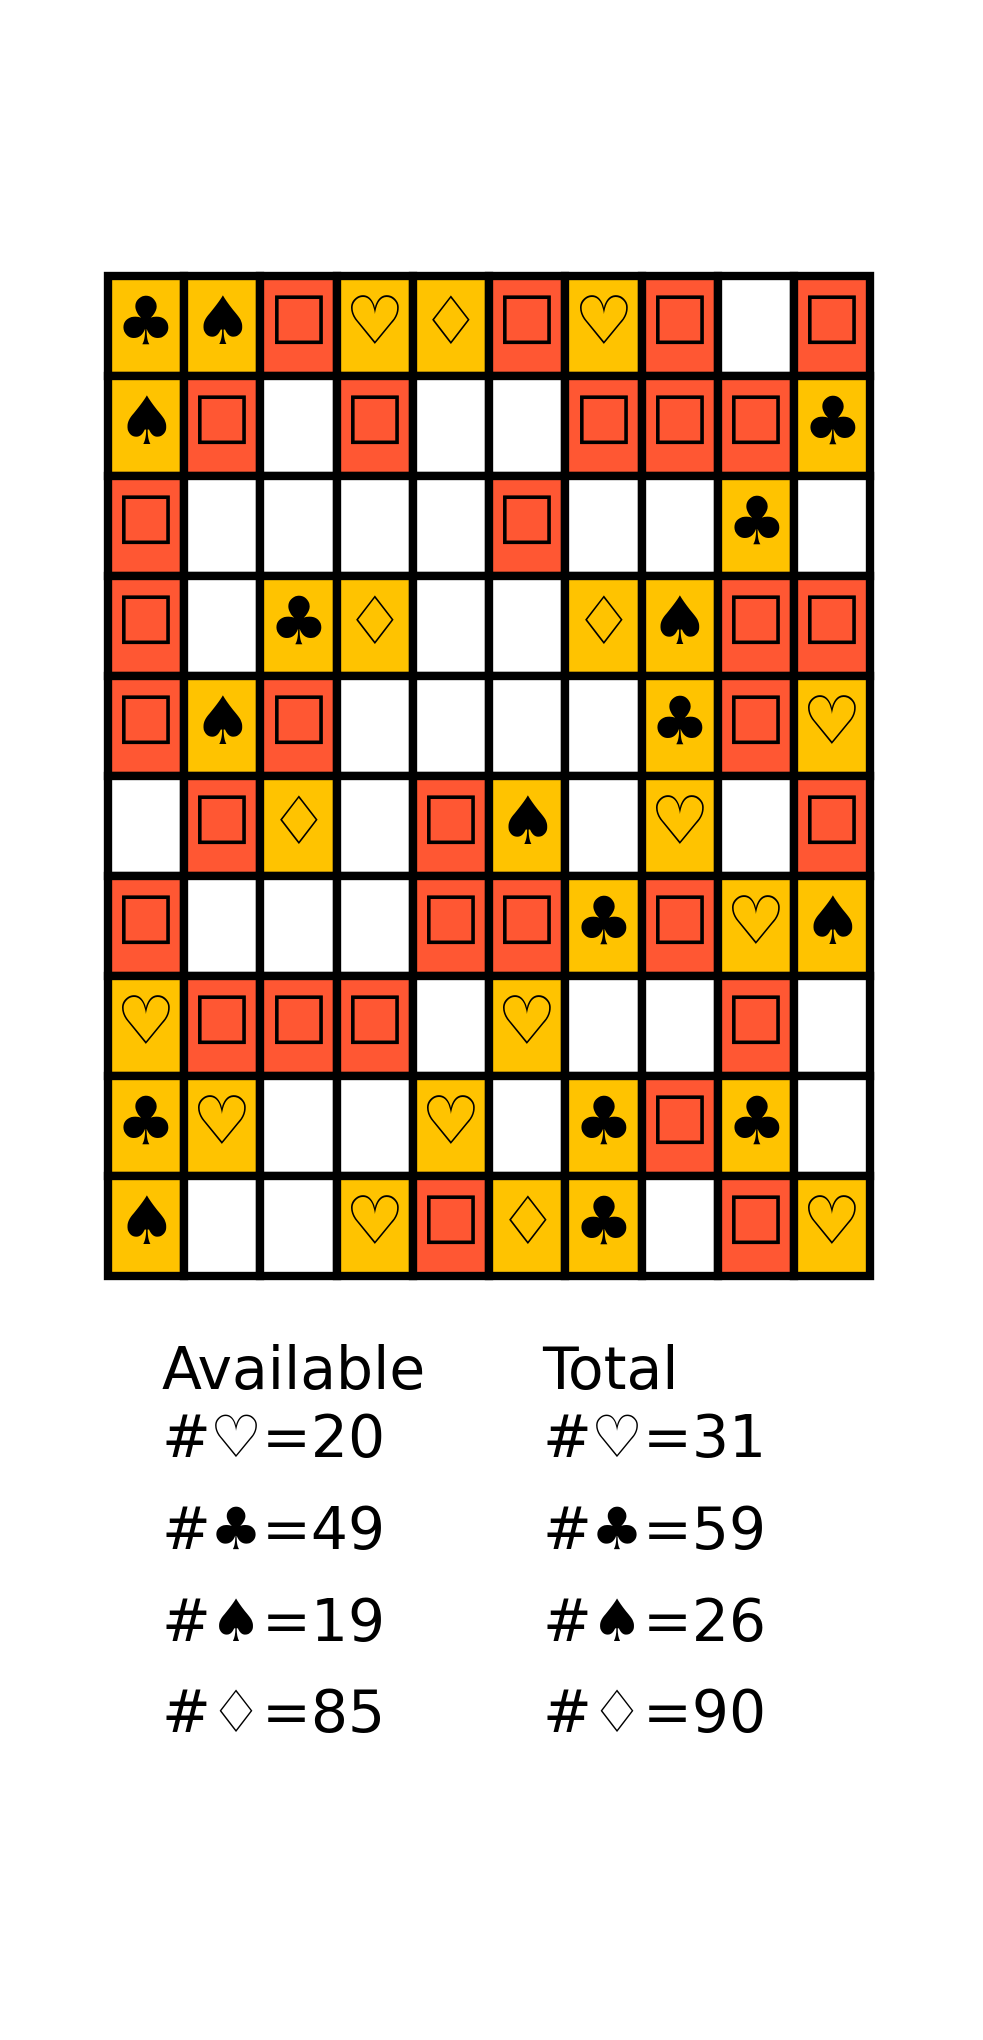 ♣ ♠ □ ♡ ♢ □ ♡ □ □
♠ □ □ □ □ □ ♣
□ □ ♣
□ ♣ ♢ ♢ ♠ □ □
□ ♠ □ ♣ □ ♡
□ ♢ □ ♠ ♡ □
□ □ □ ♣ □ ♡ ♠
♡ □ □ □ ♡ □
♣ ♡ ♡ ♣ □ ♣
♠ ♡ □ ♢ ♣ □ ♡
Available Total
#♡=20 #♡=31
#♣=49 #♣=59
#♠=19 #♠=26
#♢=85 #♢=90